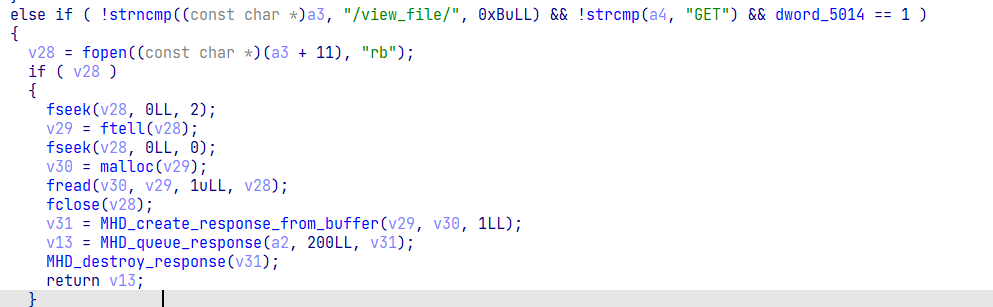 else if ( !strncmp((const char *)a3, "/view_file/", 0xBuLL) && !strcmp(a4, "GET") && dword_5014 == 1 )
{
v28 = fopen((const char *)(a3 + 11), "rb");
if ( v28 )
{
fseek(v28, 0LL, 2);
v29 = ftell(v28);
fseek(v28, 0LL, 0);
v30 = malloc(v29);
fread(v30, v29, 1uLL, v28);
fclose(v28);
v31 = MHD_create_response_from_buffer(v29, v30, 1LL);
v13 = MHD_queue_response(a2, 200LL, v31);
MHD_destroy_response(v31);
return v13;
}